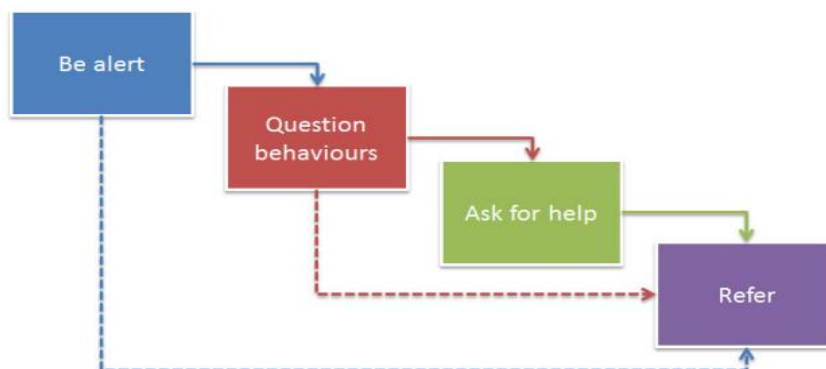 Be alert
Question
behaviours
Ask for help
Refer